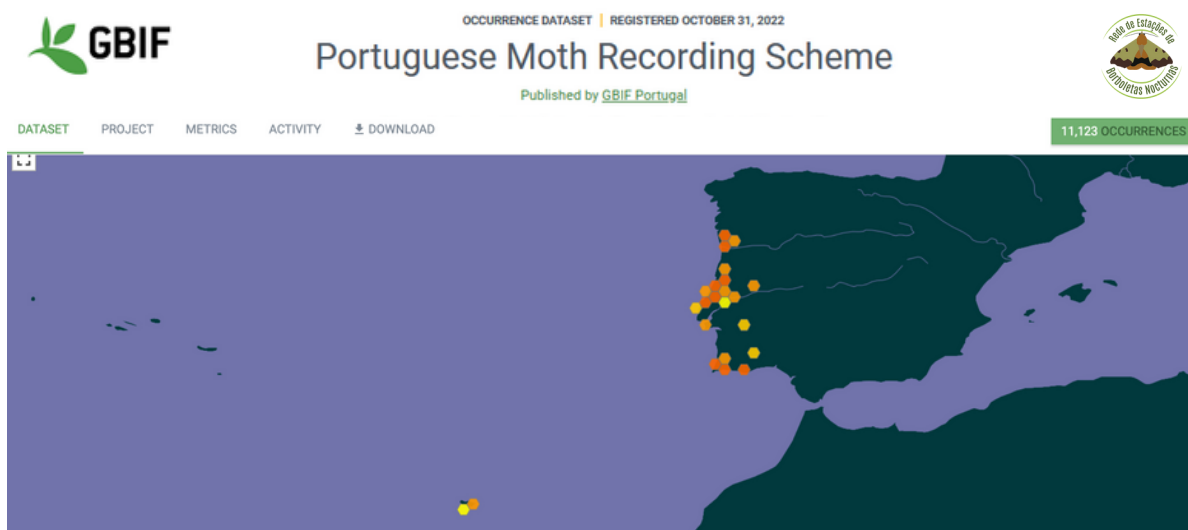 GBIF
OCCURRENCE DATASET | REGISTERED OCTOBER 31, 2022
Portuguese Moth Recording Scheme
Published by GBIF Portugal
Rede de Estações de
Borboletas Nocturnas
DATASET PROJECT METRICS ACTIVITY DOWNLOAD
11,123 OCCURRENCES